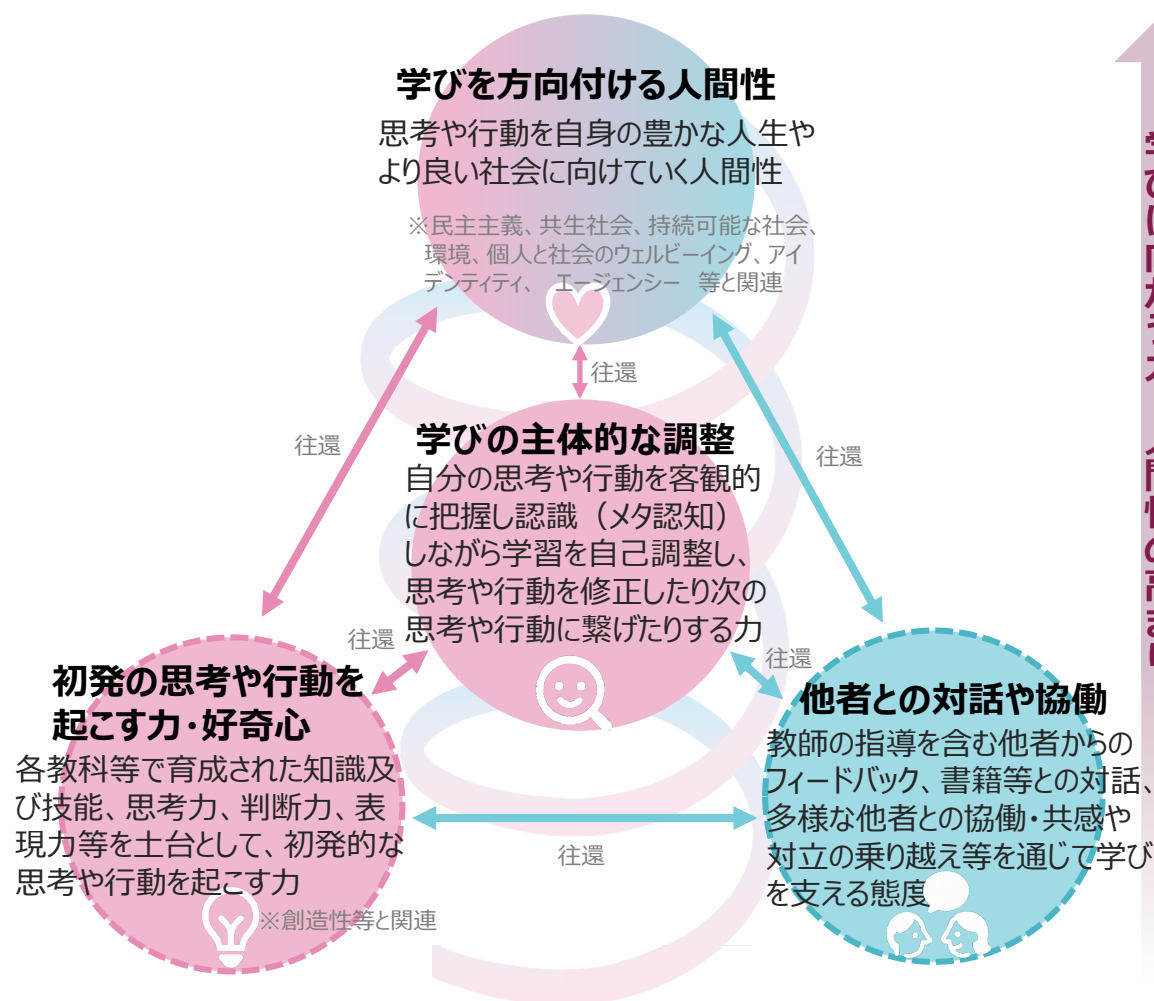 学びを方向付ける人間性
思考や行動を自身の豊かな人生や
より良い社会に向けていく人間性
※民主主義、共生社会、持続可能な社会、
環境、個人と社会のウェルビーイング、アイ
デンティティ、 エージェンシー 等と関連
往還
往還
往還
学びの主体的な調整
自分の思考や行動を客観的
に把握し認識（メタ認知）
しながら学習を自己調整し、
思考や行動を修正したり次の
思考や行動に繋げたりする力
往還
往還
初発の思考や行動を
起こす力・好奇心
各教科等で育成された知識及
び技能、思考力、判断力、表
現力等を土台として、初発的な
思考や行動を起こす力
※創造性等と関連
往還
他者との対話や協働
教師の指導を含む他者からの
フィードバック、書籍等との対話、
多様な他者との協働・共感や
対立の乗り越え等を通じて学び
を支える態度